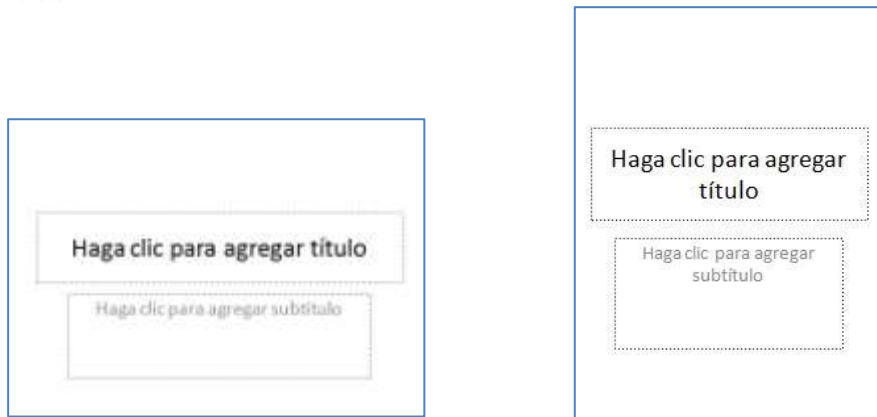 Haga clic para agregar título
Haga clic para agregar subtítulo
Haga clic para agregar
título
Haga clic para agregar
subtítulo